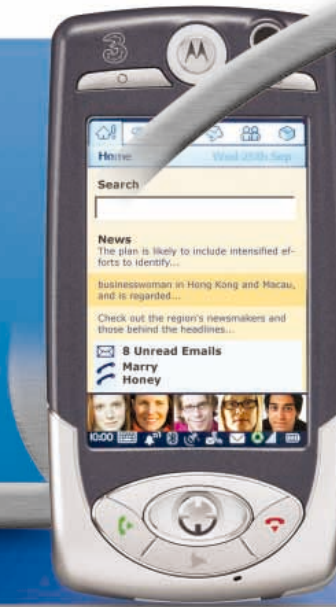 3
Home Wed 28th Sep
Search
News
The plan is likely to include intensified ef-
forts to identify...
businesswoman in Hong Kong and Macau,
and is regarded...
Check out the region's newsmakers and
those behind the headlines...
8 Unread Emails
Marry
Honey
10:00